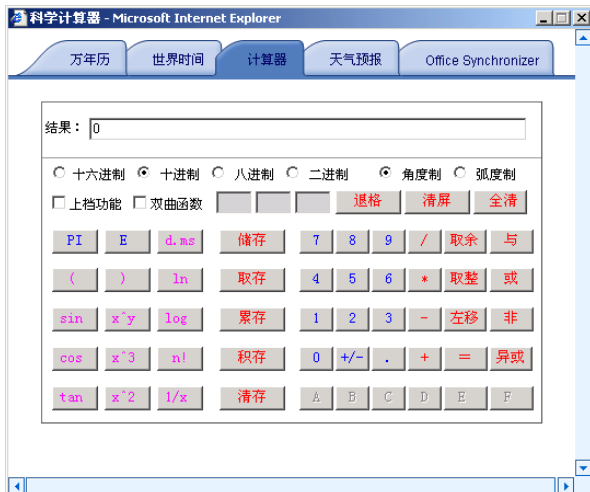 科学计算器 - Microsoft Internet Explorer
万年历 世界时间 计算器 天气预报 Office Synchronizer
结果： 0
十六进制 十进制 八进制 二进制 角度制 弧度制
上档功能 双曲函数 退格 清屏 全清
PI E d.ms 储存 7 8 9 / 取余 与
( ) ln 取存 4 5 6 * 取整 或
sin x^y log 累存 1 2 3 - 左移 非
cos x^3 n! 积存 0 +/- . + = 异或
tan x^2 1/x 清存 A B C D E F